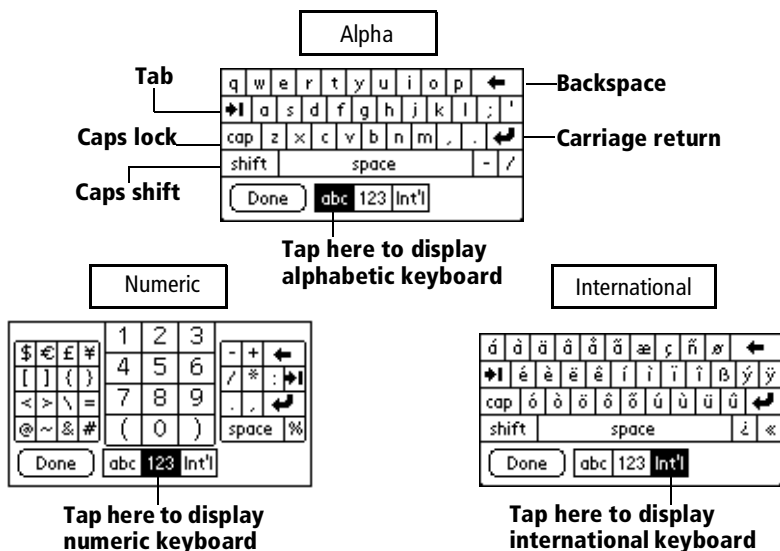 Alpha
Tab
q w e r t y u i o p
Backspace
a s d f g h j k l ; '
Caps lock
cap z x c v b n m , .
Carriage return
shift space - /
Caps shift
Done abc 123 Int'l
Tap here to display
alphabetic keyboard
Numeric
$ € £ ¥ 1 2 3 - +
[ ] { } 4 5 6 / * :
< > \ = 7 8 9 . ,
@ ~ & # ( 0 ) space %
Done abc 123 Int'l
Tap here to display
numeric keyboard
International
á à ä â å ã æ ç ñ ø
é è ë ê í ì ï î ß ý ÿ
cap ó ò ö ô õ ú ù ü û
shift space ¿ «
Done abc 123 Int'l
Tap here to display
international keyboard